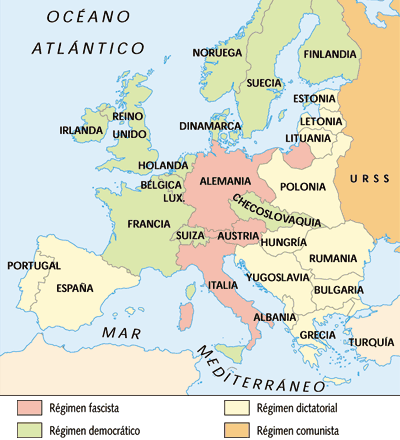 OCÉANO
ATLÁNTICO
NORUEGA
FINLANDIA
SUECIA
ESTONIA
LETONIA
LITUANIA
DINAMARCA
REINO
UNIDO
IRLANDA
HOLANDA
BÉLGICA
LUX.
ALEMANIA
POLONIA
URSS
CHECOSLOVAQUIA
FRANCIA
SUIZA
AUSTRIA
HUNGRÍA
RUMANIA
YUGOSLAVIA
BULGARIA
PORTUGAL
ESPAÑA
ITALIA
ALBANIA
GRECIA
TURQUÍA
MAR
MEDITERRÁNEO
Régimen fascista
Régimen democrático
Régimen dictatorial
Régimen comunista